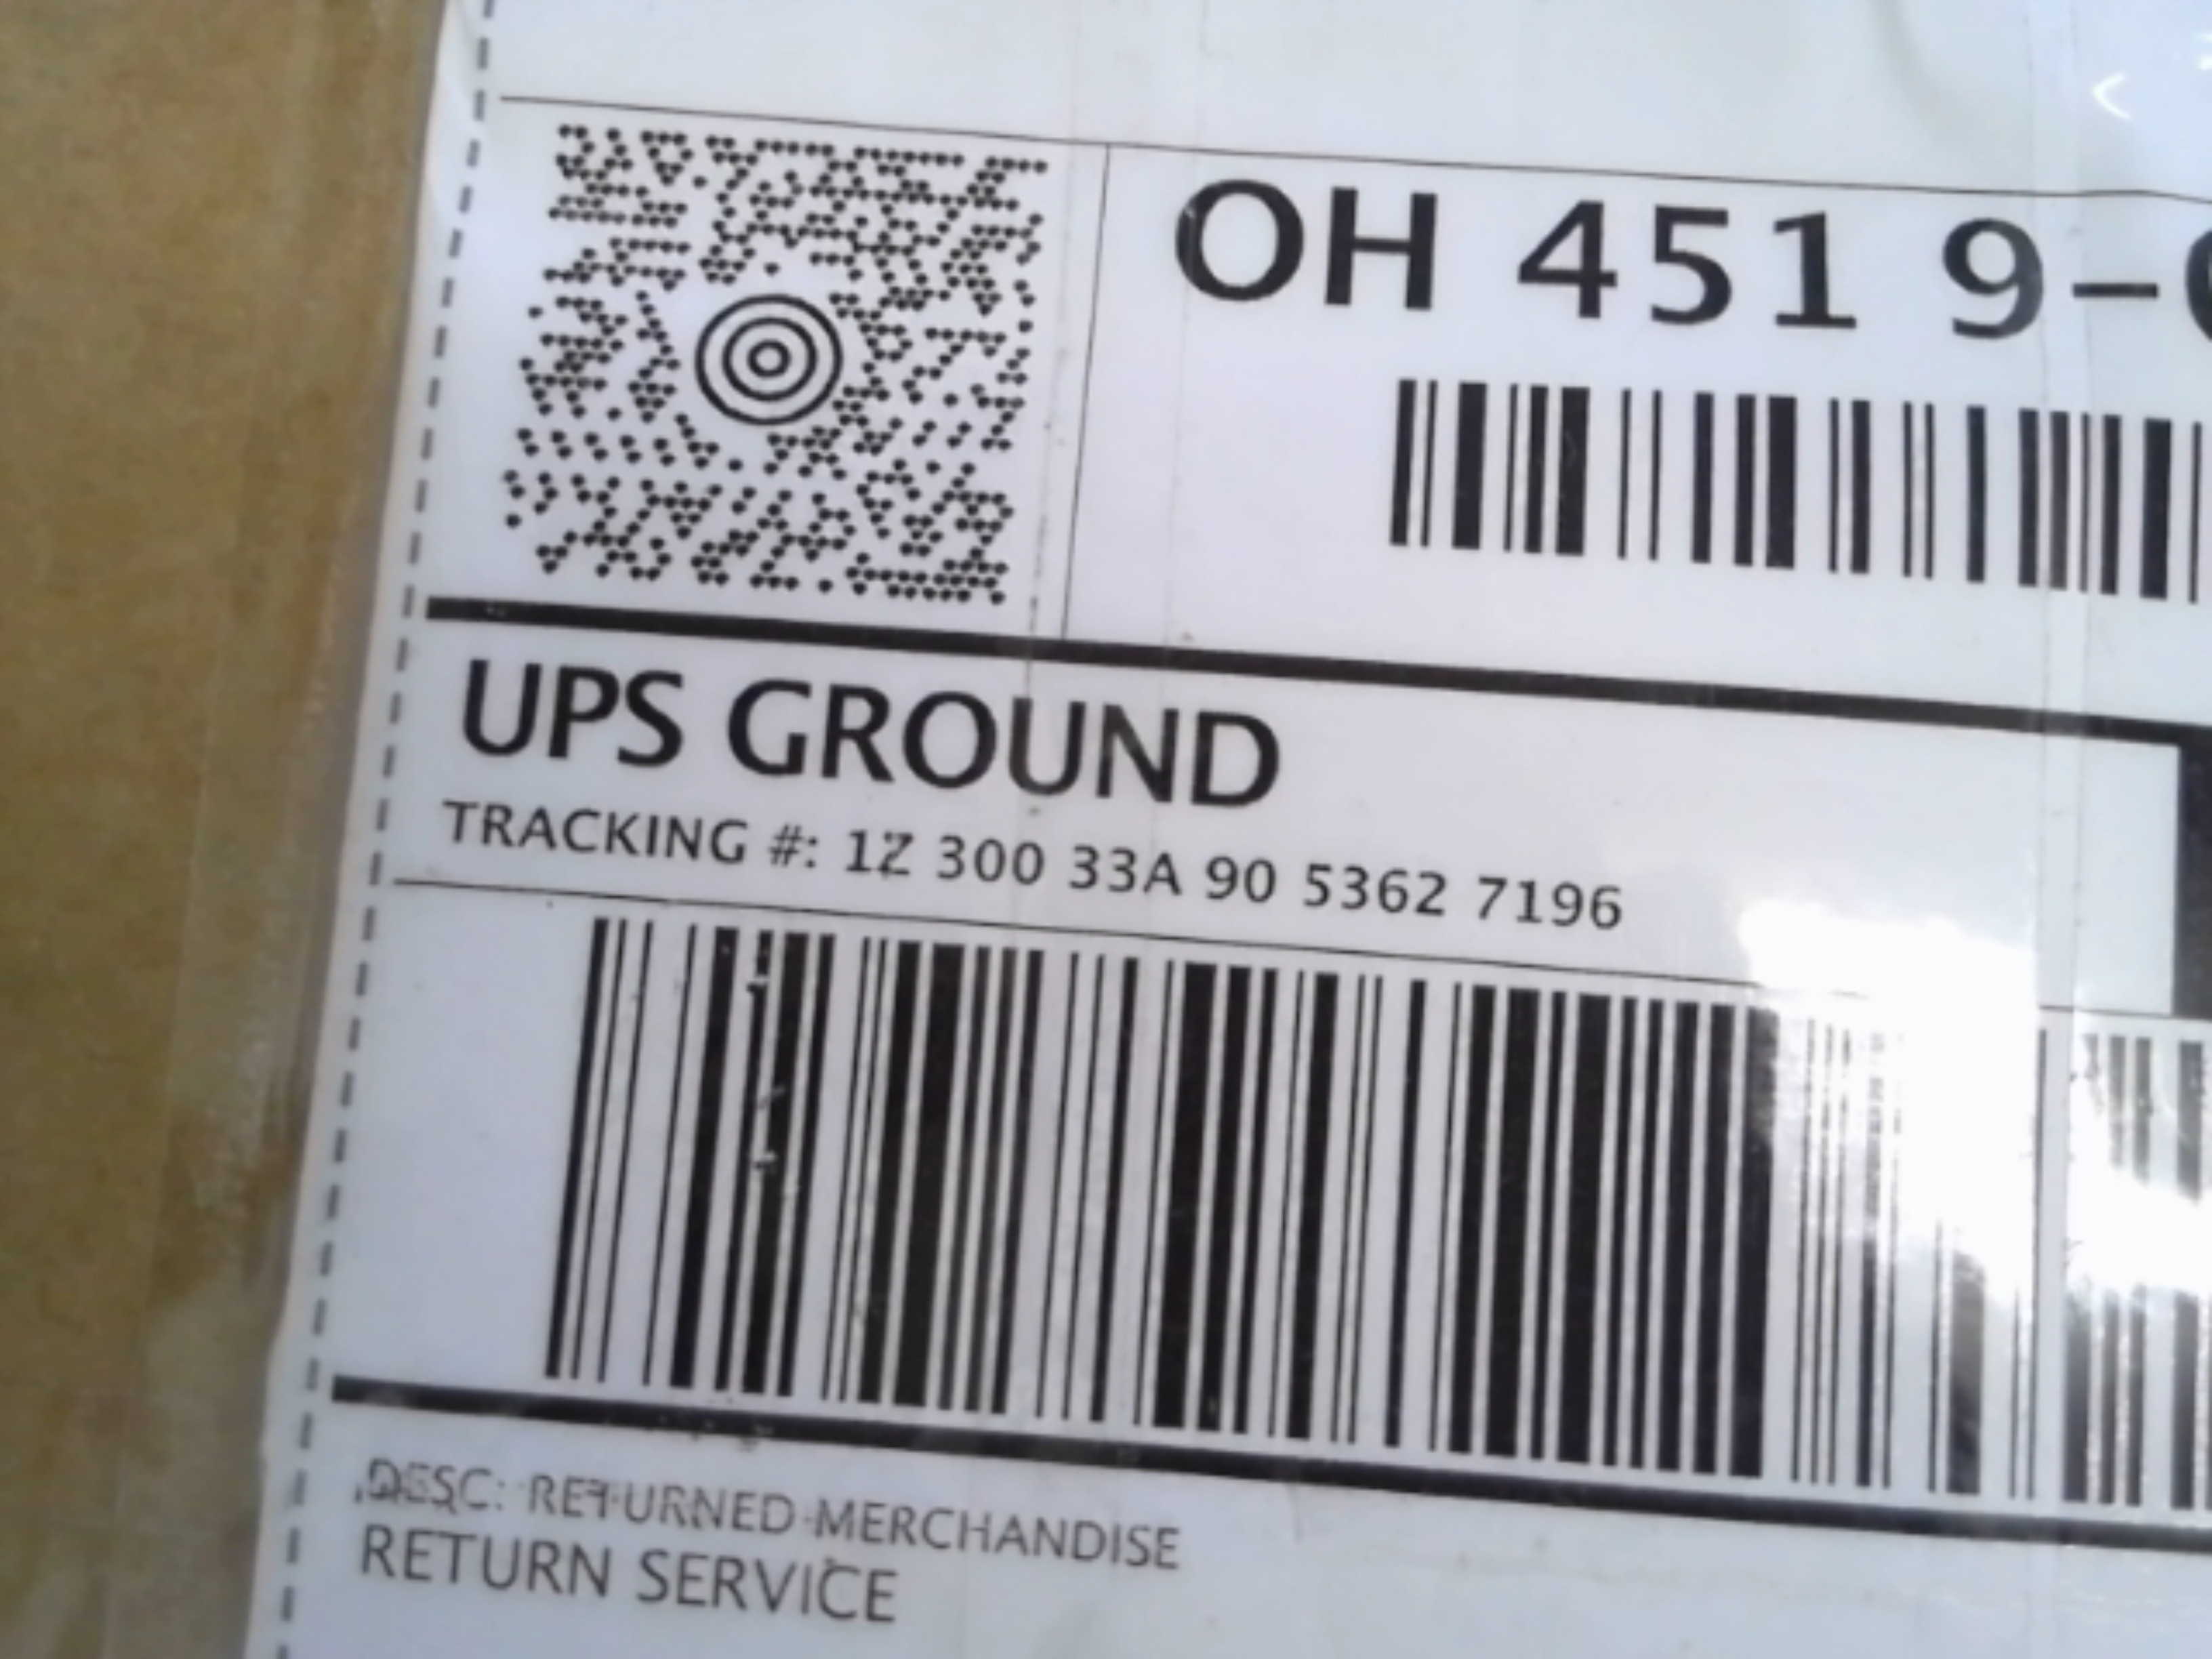 OH 451 9-
UPS GROUND
TRACKING #: 1Z 300 33A 90 5362 7196
DESC: RETURNED MERCHANDISE
RETURN SERVICE